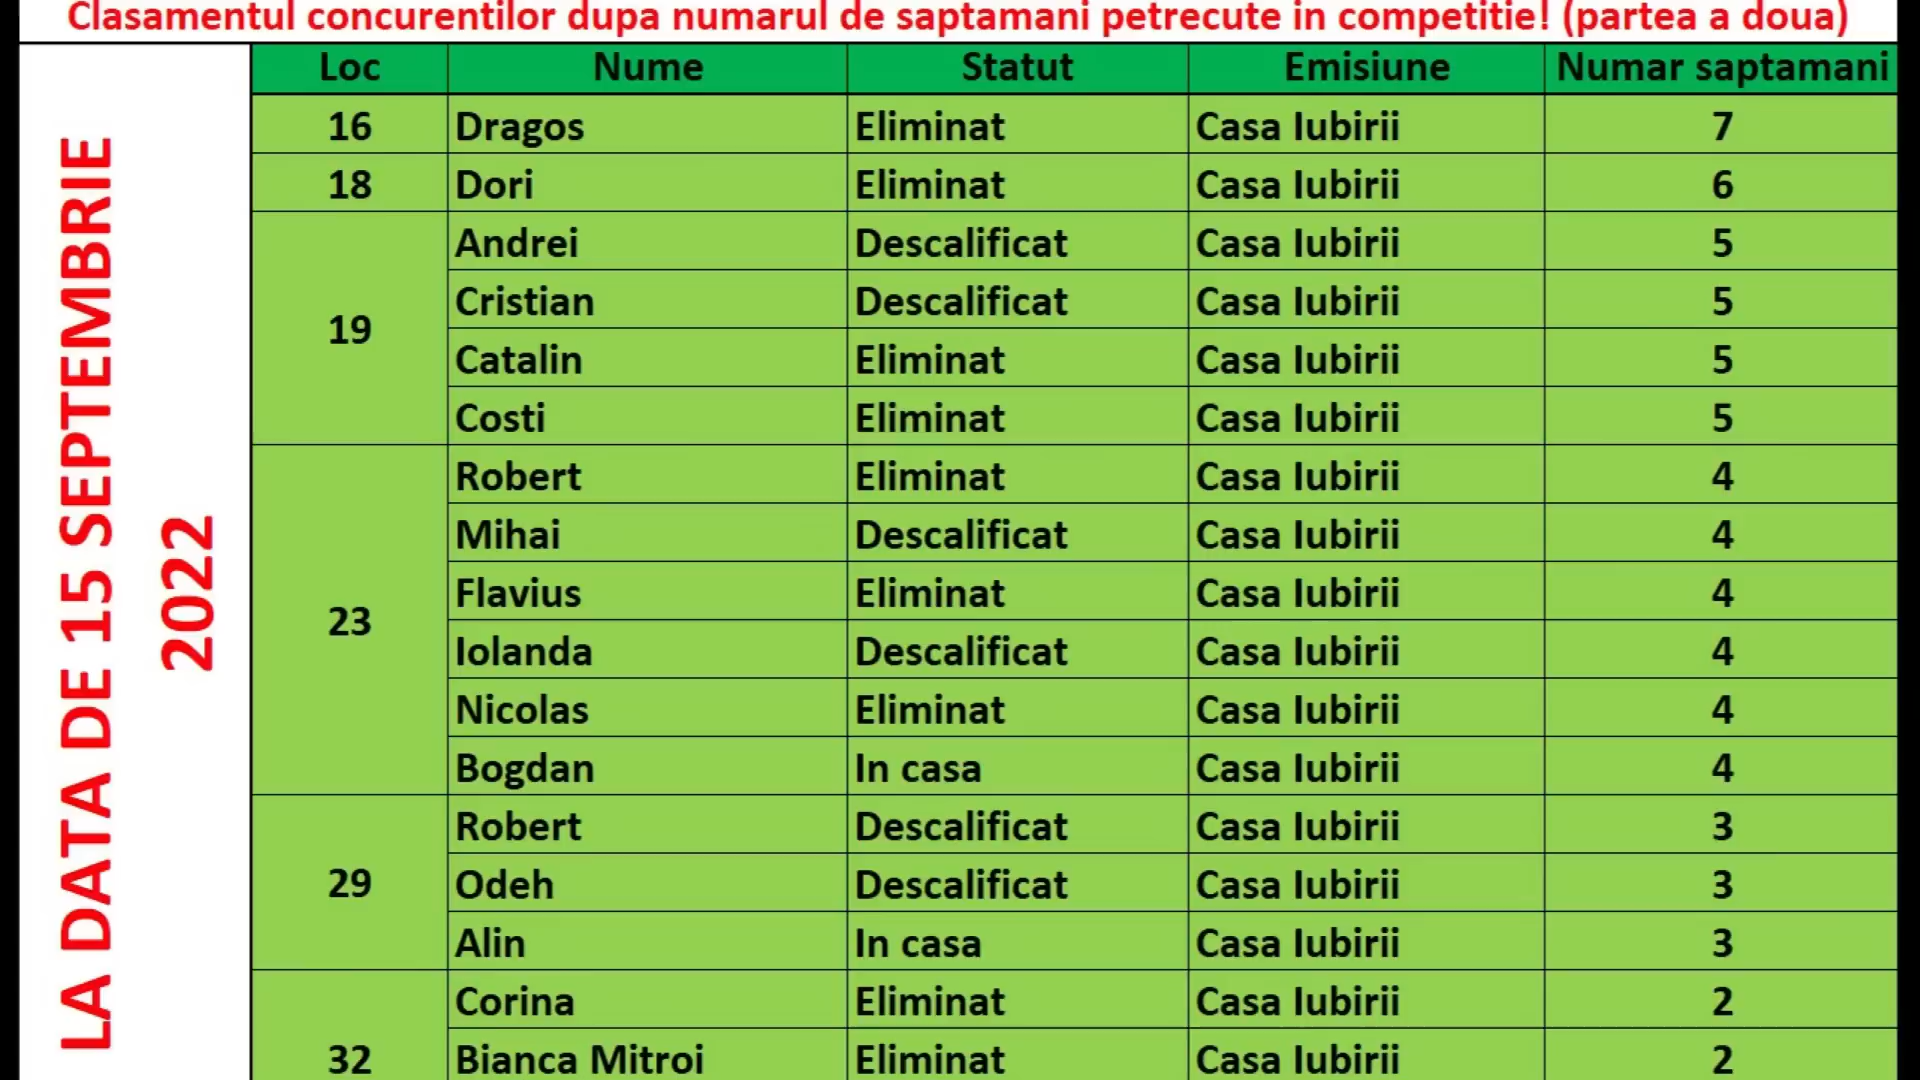 Clasamentul concurentilor dupa numarul de saptamani petrecute in competitie! (partea a doua)
LA DATA DE 15 SEPTEMBRIE
2022
Loc Nume Statut Emisiune Numar saptamani
16 Dragos Eliminat Casa Iubirii 7
18 Dori Eliminat Casa Iubirii 6
19 Andrei Descalificat Casa Iubirii 5
Cristian Descalificat Casa Iubirii 5
Catalin Eliminat Casa Iubirii 5
Costi Eliminat Casa Iubirii 5
23 Robert Eliminat Casa Iubirii 4
Mihai Descalificat Casa Iubirii 4
Flavius Eliminat Casa Iubirii 4
Iolanda Descalificat Casa Iubirii 4
Nicolas Eliminat Casa Iubirii 4
Bogdan In casa Casa Iubirii 4
29 Robert Descalificat Casa Iubirii 3
Odeh Descalificat Casa Iubirii 3
Alin In casa Casa Iubirii 3
32 Corina Eliminat Casa Iubirii 2
Bianca Mitroi Eliminat Casa Iubirii 2